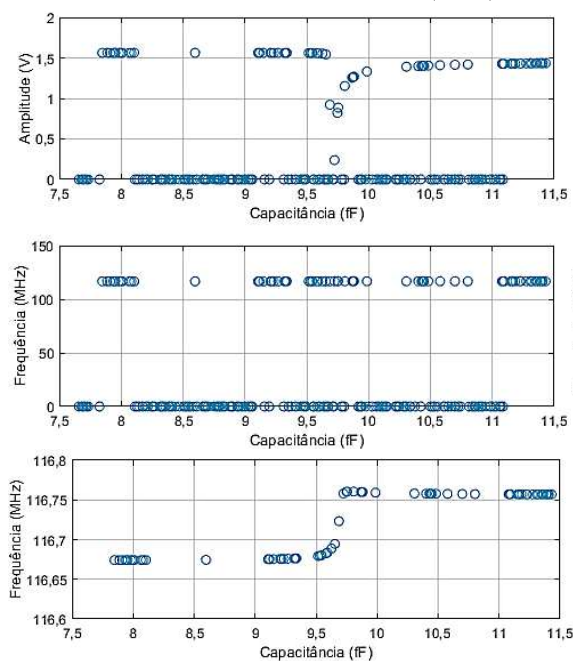 2
1,5
1
0,5
0
Amplitude (V)
7,5 8 8,5 9 9,5 10 10,5 11 11,5
Capacitância (fF)
150
100
50
0
Frequência (MHz)
7,5 8 8,5 9 9,5 10 10,5 11 11,5
Capacitância (fF)
116,8
116,75
116,7
116,65
116,6
Frequência (MHz)
7,5 8 8,5 9 9,5 10 10,5 11 11,5
Capacitância (fF)